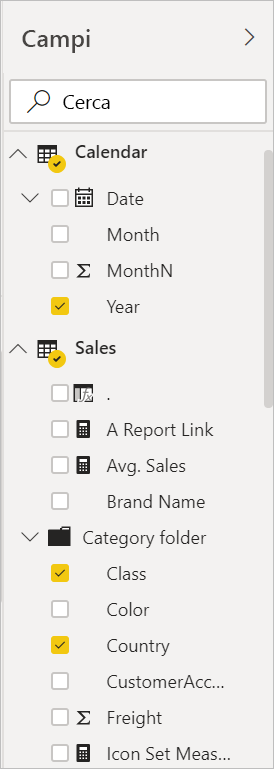 Campi
Cerca
Calendar
Date
Month
Σ MonthN
Year
Sales
.
A Report Link
Avg. Sales
Brand Name
Category folder
Class
Color
Country
CustomerAcc...
Σ Freight
Icon Set Meas...